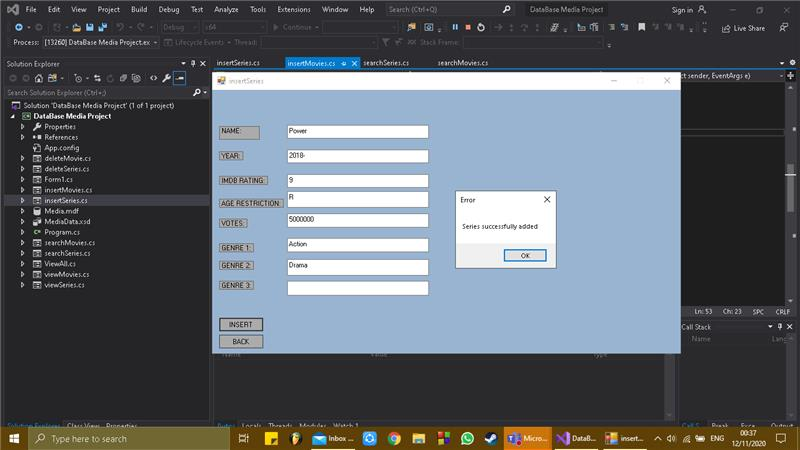 File Edit View Git Project Build Debug Test Analyze Tools Extensions Window Help Search (Ctrl+Q) DataBase Media Project Sign in
Debug Continue Live Share
Process: [13260] DataBase Media Project.ex Lifecycle Events Thread: Stack Frame:
Solution Explorer
insertSeries.cs insertMovies.cs searchSeries.cs searchMovies.cs
insertSeries
ct sender, EventArgs e)
Search Solution Explorer (Ctrl+;)
Solution 'DataBase Media Project' (1 of 1 project)
DataBase Media Project
Properties
References
App.config
deleteMovie.cs
deleteSeries.cs
Form1.cs
insertMovies.cs
insertSeries.cs
Media.mdf
MediaData.xsd
Program.cs
searchMovies.cs
searchSeries.cs
ViewAll.cs
viewMovies.cs
viewSeries.cs
NAME: Power
YEAR: 2018-
IMDB RATING: 9
AGE RESTRICTION: R
VOTES: 5000000
GENRE 1: Action
GENRE 2: Drama
GENRE 3:
INSERT
BACK
Error
Series successfully added
OK
Ln: 53 Ch: 23 SPC CRLF
Call Stack
Name Value Type
Name Lang
Solution Explorer Class View Property Manager Team Explorer
Autos Locals Threads Modules Watch 1
Call Stack Output
Type here to search
Inbox ...
Micro...
DataB...
insert...
ENG
00:37
12/11/2020